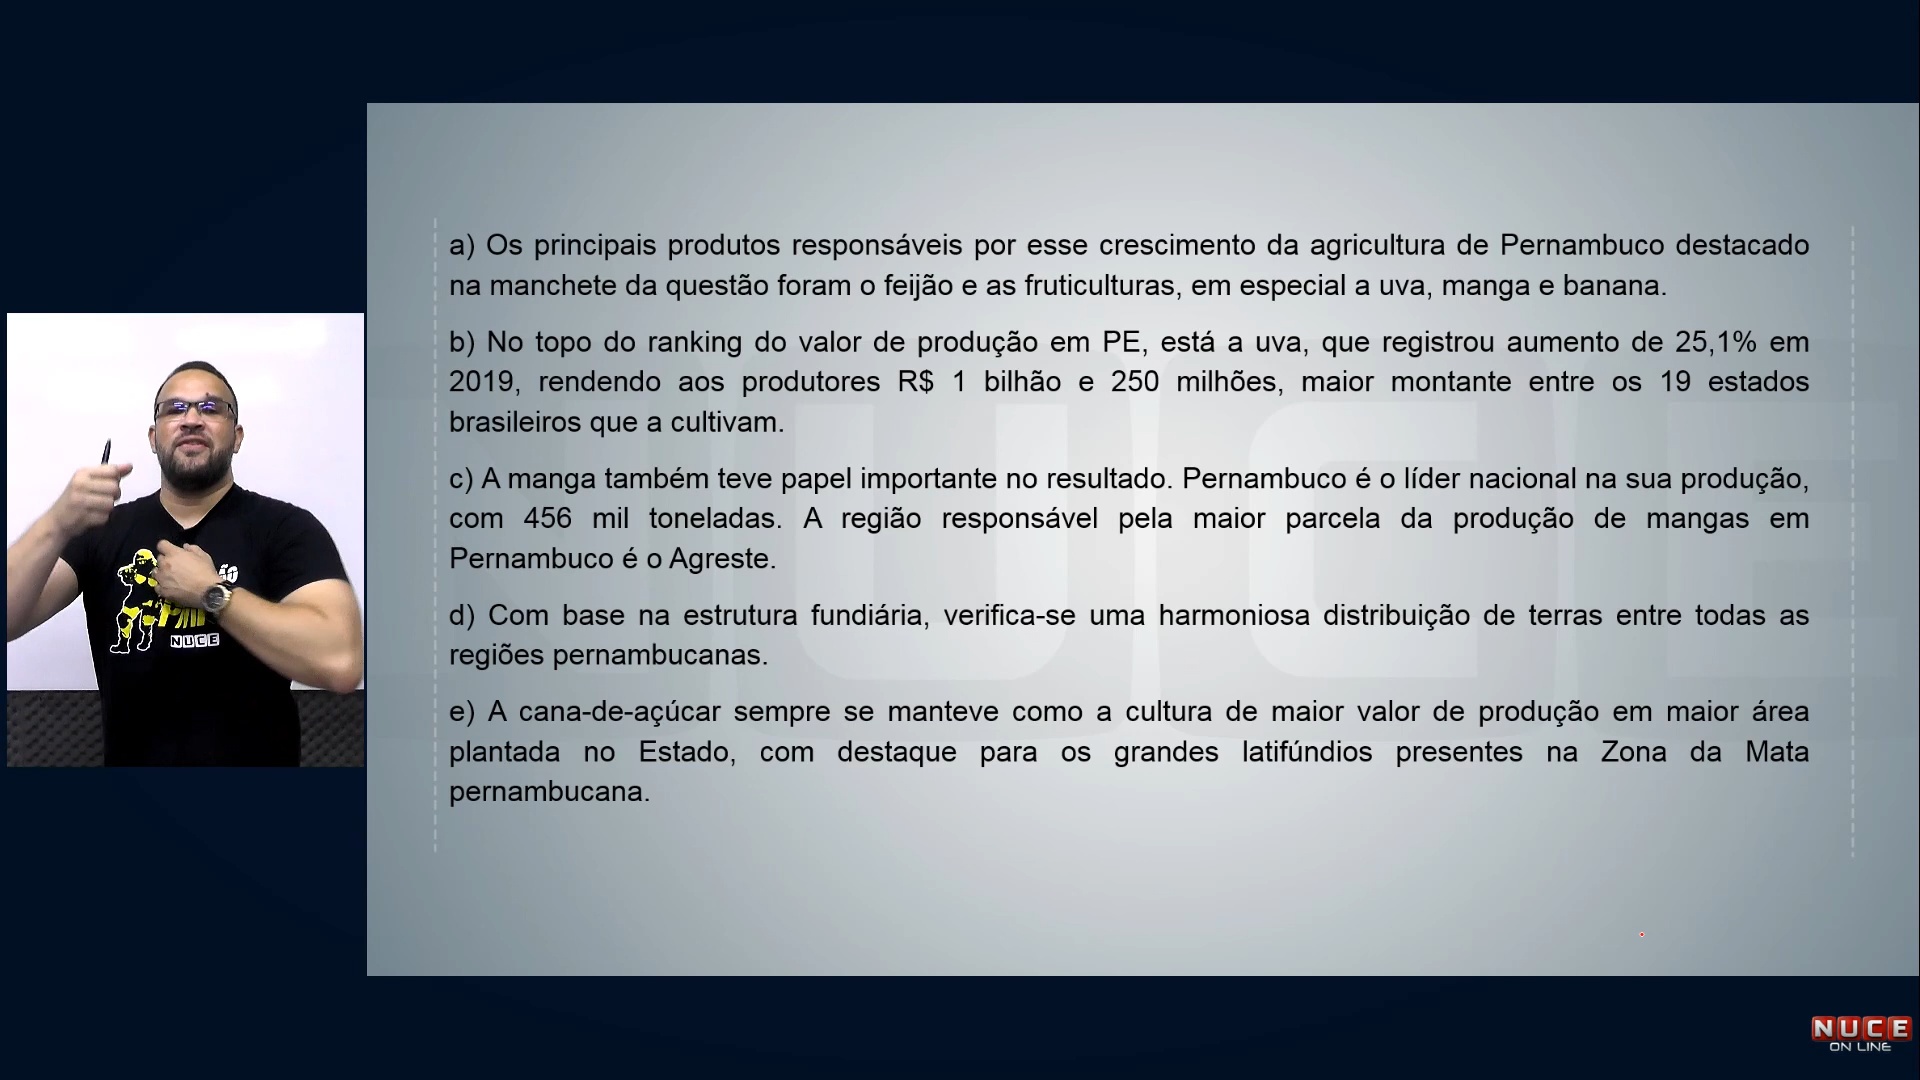 a) Os principais produtos responsáveis por esse crescimento da agricultura de Pernambuco destacado
na manchete da questão foram o feijão e as fruticulturas, em especial a uva, manga e banana.
b) No topo do ranking do valor de produção em PE, está a uva, que registrou aumento de 25,1% em
2019, rendendo aos produtores R$ 1 bilhão e 250 milhões, maior montante entre os 19 estados
brasileiros que a cultivam.
c) A manga também teve papel importante no resultado. Pernambuco é o líder nacional na sua produção,
com 456 mil toneladas. A região responsável pela maior parcela da produção de mangas em
Pernambuco é o Agreste.
d) Com base na estrutura fundiária, verifica-se uma harmoniosa distribuição de terras entre todas as
regiões pernambucanas.
e) A cana-de-açúcar sempre se manteve como a cultura de maior valor de produção em maior área
plantada no Estado, com destaque para os grandes latifúndios presentes na Zona da Mata
pernambucana.
NUCE
NUCE
NUCE
ON LINE